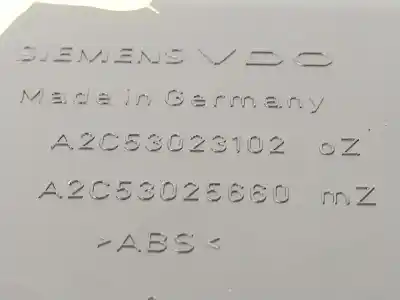 SIEMENS VDO
Made in Germany
A2C53023102 oZ
A2C53025660 mZ
>ABS<